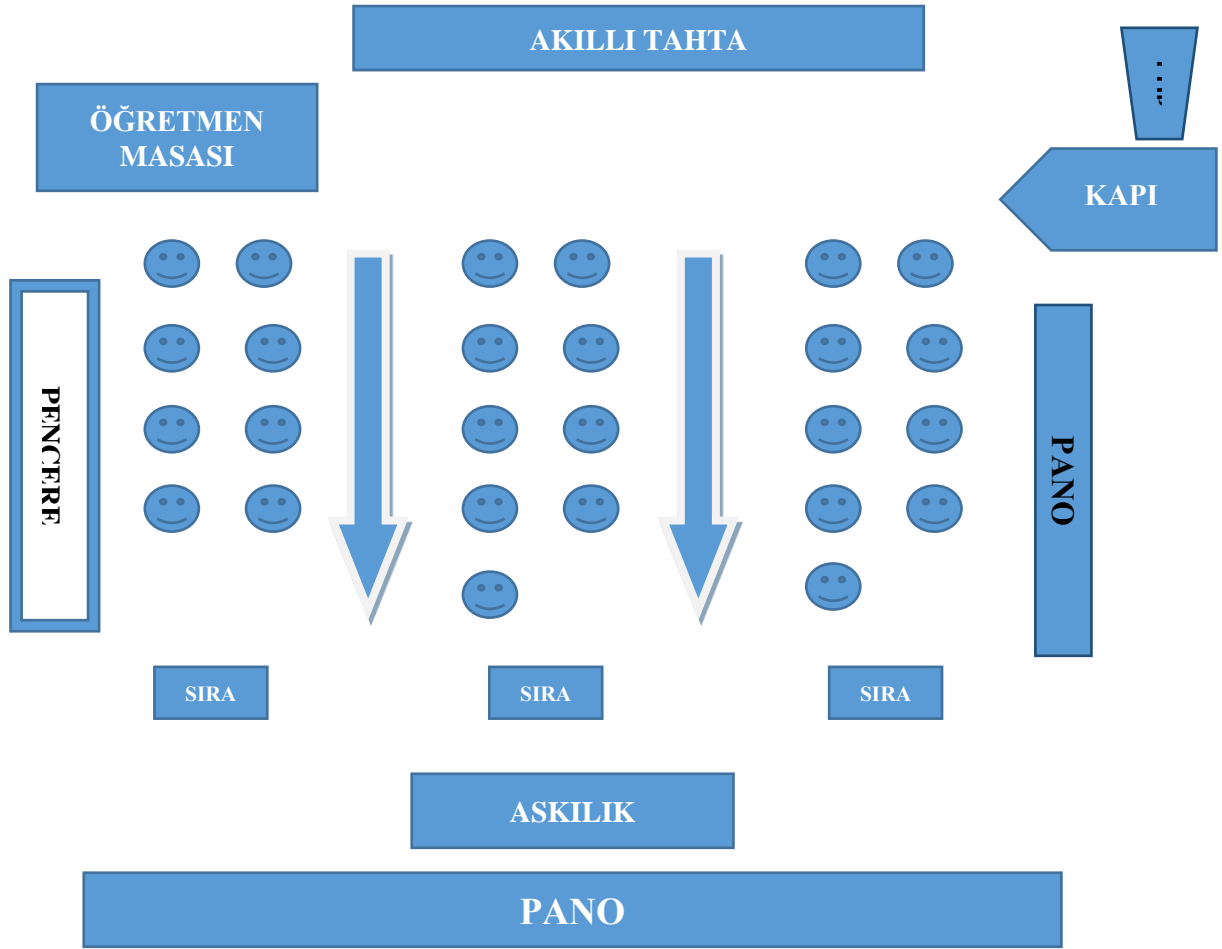 AKILLI TAHTA
ÖĞRETMEN
MASASI
KAPI
PENCERE
PANO
SIRA
SIRA
SIRA
ASKILIK
PANO